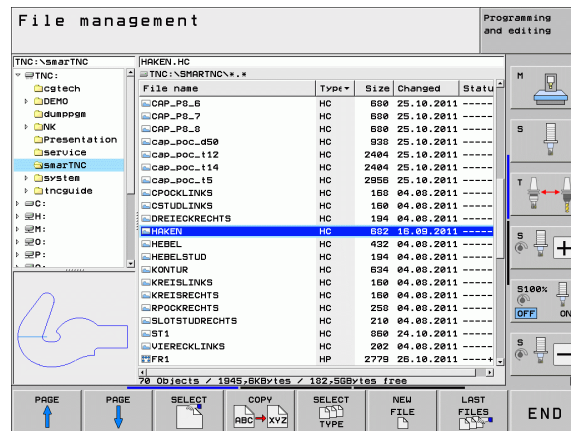 File management
Programming
and editing
TNC:\smarTNC
HAKEN.HC
TNC:
TNC:\SMARTNC\*.*
cgtech
DEMO
dumppgm
NK
Presentation
service
smarTNC
system
tncguide
C:
H:
M:
O:
P:
File name Type Size Changed Statu
CAP_P8_6 HC 680 25.10.2011 -----
CAP_P8_7 HC 680 25.10.2011 -----
CAP_P8_8 HC 680 25.10.2011 -----
cap_poc_d50 HC 938 25.10.2011 -----
cap_poc_t12 HC 2404 25.10.2011 -----
cap_poc_t14 HC 2404 25.10.2011 -----
cap_poc_t5 HC 2956 25.10.2011 -----
CPOCKLINKS HC 168 04.08.2011 -----
CSTUDLINKS HC 160 04.08.2011 -----
DREIECKRECHTS HC 194 04.08.2011 -----
HAKEN HC 682 16.09.2011 -----
HEBEL HC 432 04.08.2011 -----
HEBELSTUD HC 194 04.08.2011 -----
KONTUR HC 634 04.08.2011 -----
KREISLINKS HC 160 04.08.2011 -----
KREISRECHTS HC 160 04.08.2011 -----
RPOCKRECHTS HC 258 04.08.2011 -----
SLOTSTUDRECHTS HC 210 04.08.2011 -----
ST1 HC 860 24.10.2011 -----
VIERECKLINKS HC 202 04.08.2011 -----
FR1 HP 2779 26.10.2011 ----+
70 Objects / 1945,6KBytes / 182,5GBytes free
M
S
T
S
S100%
OFF ON
S
PAGE
PAGE
SELECT
COPY
ABC XYZ
SELECT
TYPE
NEW
FILE
LAST
FILES
END